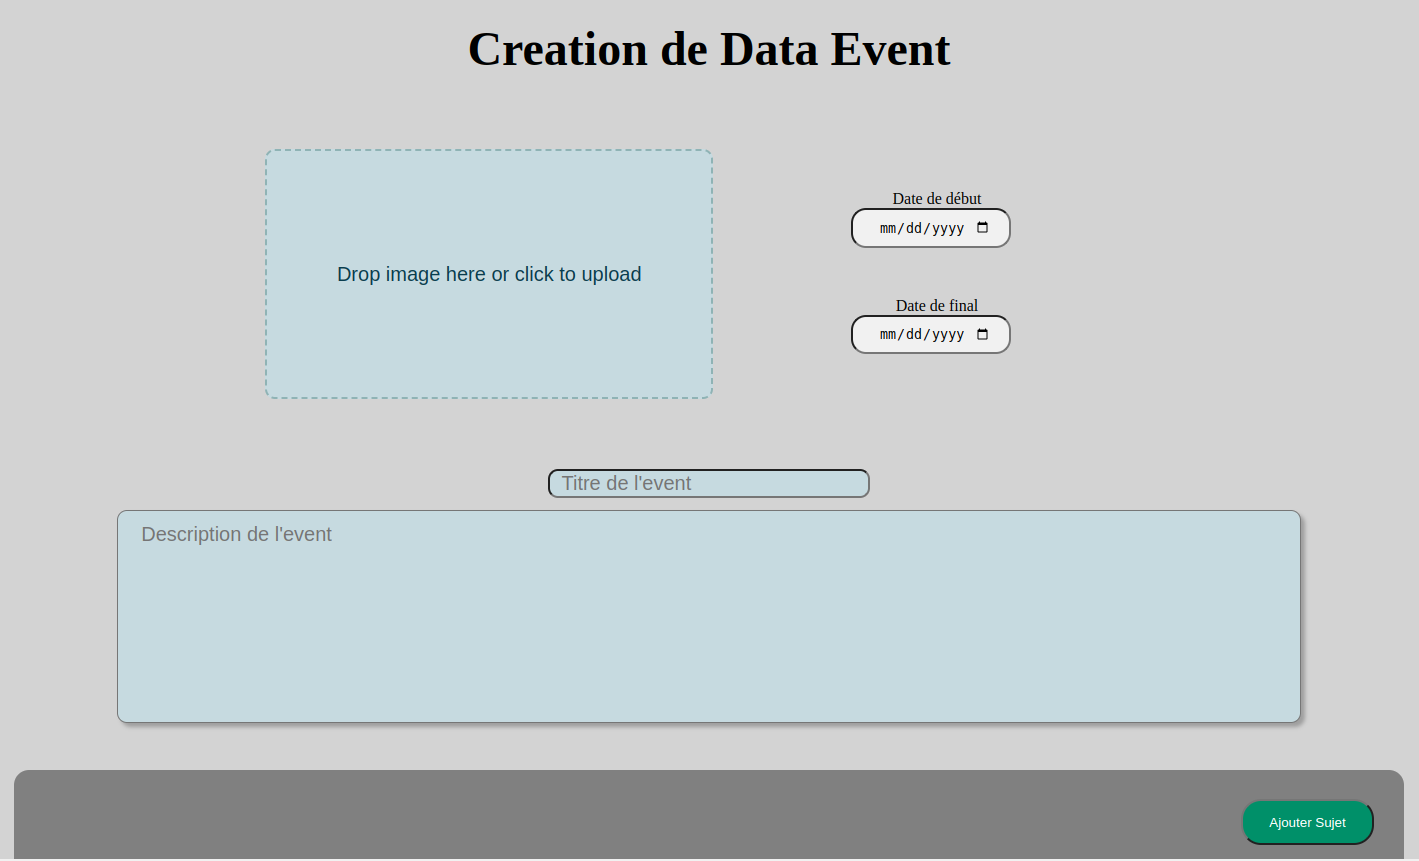 Creation de Data Event
Drop image here or click to upload
Date de début
mm/dd/yyyy
Date de final
mm/dd/yyyy
Titre de l'event
Description de l'event
Ajouter Sujet